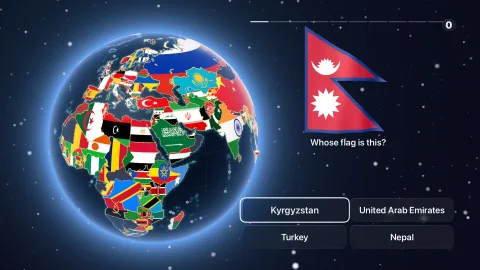 0
Whose flag is this?
Kyrgyzstan
United Arab Emirates
Turkey
Nepal